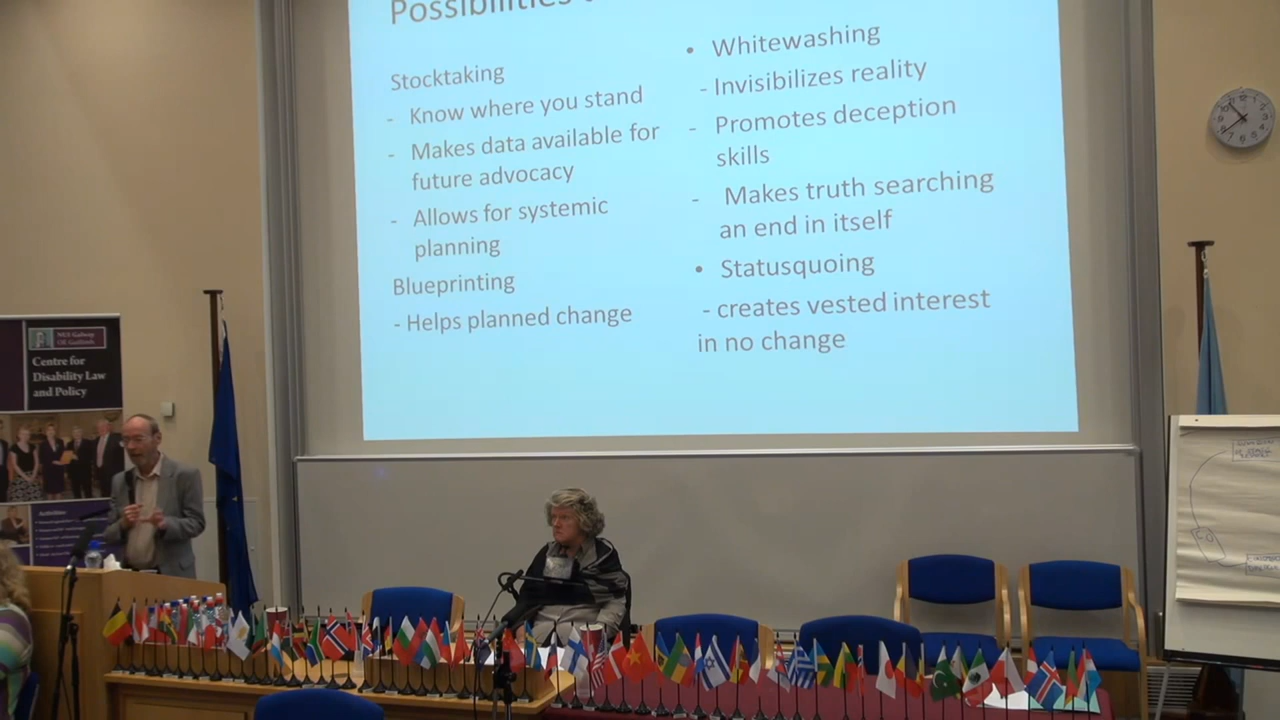 Possibilities
Stocktaking
- Know where you stand
- Makes data available for
future advocacy
- Allows for systemic
planning
Blueprinting
- Helps planned change
• Whitewashing
- Invisibilizes reality
- Promotes deception
skills
- Makes truth searching
an end in itself
• Statusquoing
- creates vested interest
in no change
NUI Galway
OÉ Gaillimh
Centre for
Disability Law
and Policy
Activities